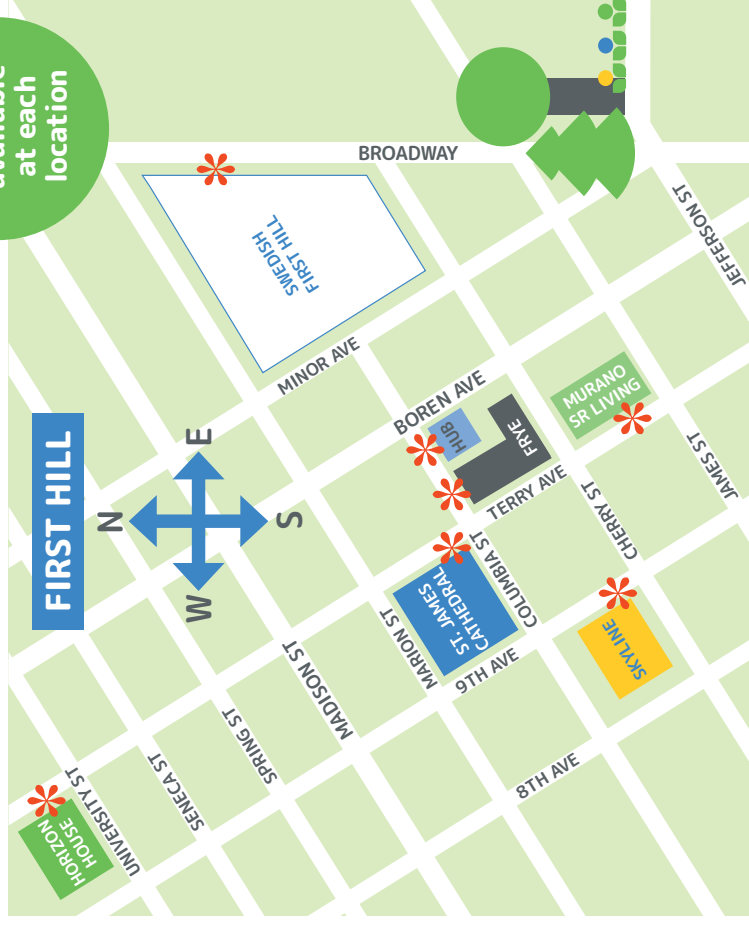 at each
location
BROADWAY
JEFFERSON ST
SWEDISH
FIRST HILL
MINOR AVE
BOREN AVE
MURANO
SR LIVING
HUB
FRYE
FIRST HILL
N
E
S
W
TERRY AVE
JAMES ST
CHERRY ST
COLUMBIA ST
ST. JAMES
CATHEDRAL
MARION ST
9TH AVE
SKYLINE
MADISON ST
SPRING ST
SENECA ST
8TH AVE
UNIVERSITY ST
HORIZON
HOUSE